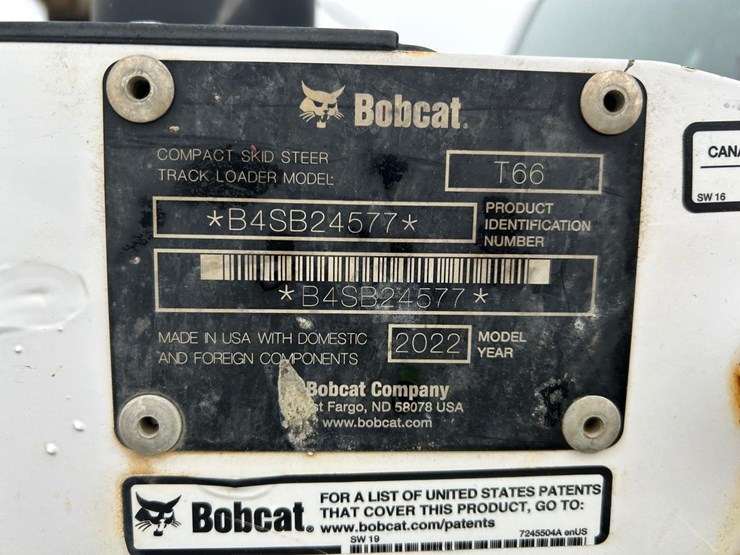 Bobcat.
COMPACT SKID STEER
TRACK LOADER MODEL: T66
*B4SB24577*
PRODUCT
IDENTIFICATION
NUMBER
*B4SB24577*
MADE IN USA WITH DOMESTIC
AND FOREIGN COMPONENTS
2022
MODEL
YEAR
Bobcat Company
Fargo, ND 58078 USA
www.bobcat.com
SW 16
Bobcat.
FOR A LIST OF UNITED STATES PATENTS
THAT COVER THIS PRODUCT, GO TO
www.bobcat.com/patents
SW 19
7245504A enUS